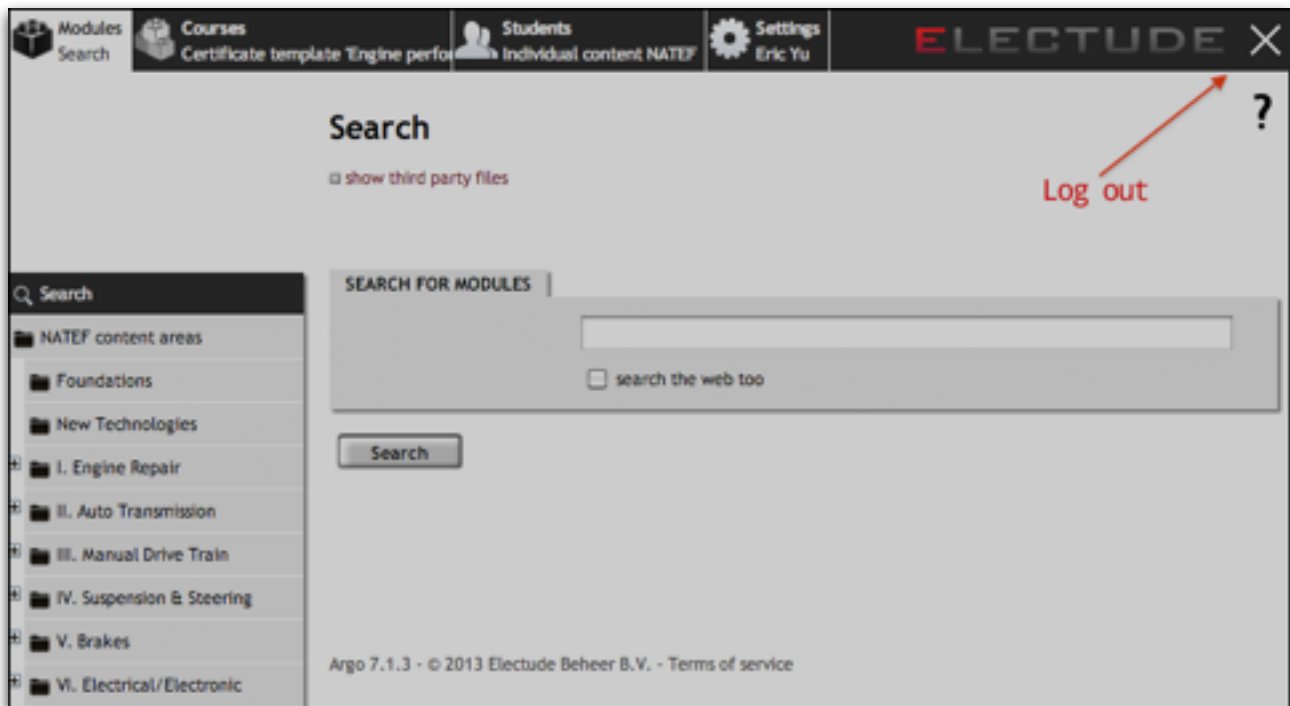 Modules
Search
Courses
Certificate template 'Engine perfor
Students
Individual content NATEF
Settings
Eric Yu
ELECTUDE
?
Search
show third party files
Log out
Search
NATEF content areas
Foundations
New Technologies
I. Engine Repair
II. Auto Transmission
III. Manual Drive Train
IV. Suspension & Steering
V. Brakes
VI. Electrical/Electronic
SEARCH FOR MODULES
search the web too
Search
Argo 7.1.3 - © 2013 Electude Beheer B.V. - Terms of service